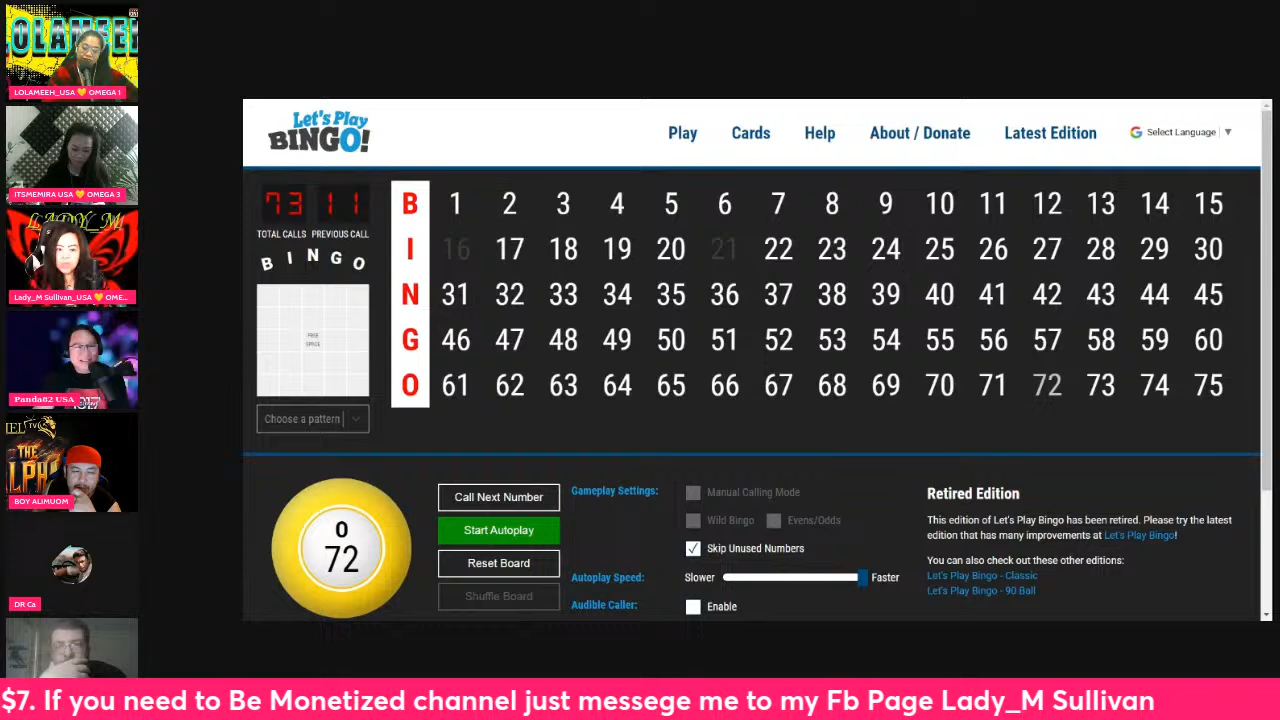 OLAMEE
LOLAMEEH_USA 💛 OMEGA 1
ITSMEMIRA USA 💛 OMEGA 3
LADY_M
Lady_M Sullivan_USA 💛 OME...
Panda82 USA
IEL TV
THE
LPH
BOY ALIMUOM
DR Ca
Let's Play
BINGO!
Play Cards Help About / Donate Latest Edition
Select Language ▼
73 11
TOTAL CALLS PREVIOUS CALL
B I N G O
FREE
SPACE
Choose a pattern
B 1 2 3 4 5 6 7 8 9 10 11 12 13 14 15
I 16 17 18 19 20 21 22 23 24 25 26 27 28 29 30
N 31 32 33 34 35 36 37 38 39 40 41 42 43 44 45
G 46 47 48 49 50 51 52 53 54 55 56 57 58 59 60
O 61 62 63 64 65 66 67 68 69 70 71 72 73 74 75
O
72
Call Next Number
Start Autoplay
Reset Board
Shuffle Board
Gameplay Settings:
Manual Calling Mode
Wild Bingo Evens/Odds
Skip Unused Numbers
Autoplay Speed: Slower Faster
Audible Caller: Enable
Retired Edition
This edition of Let's Play Bingo has been retired. Please try the latest
edition that has many improvements at Let's Play Bingo!
You can also check out these other editions:
Let's Play Bingo - Classic
Let's Play Bingo - 90 Ball
$7. If you need to Be Monetized channel just messege me to my Fb Page Lady_M Sullivan